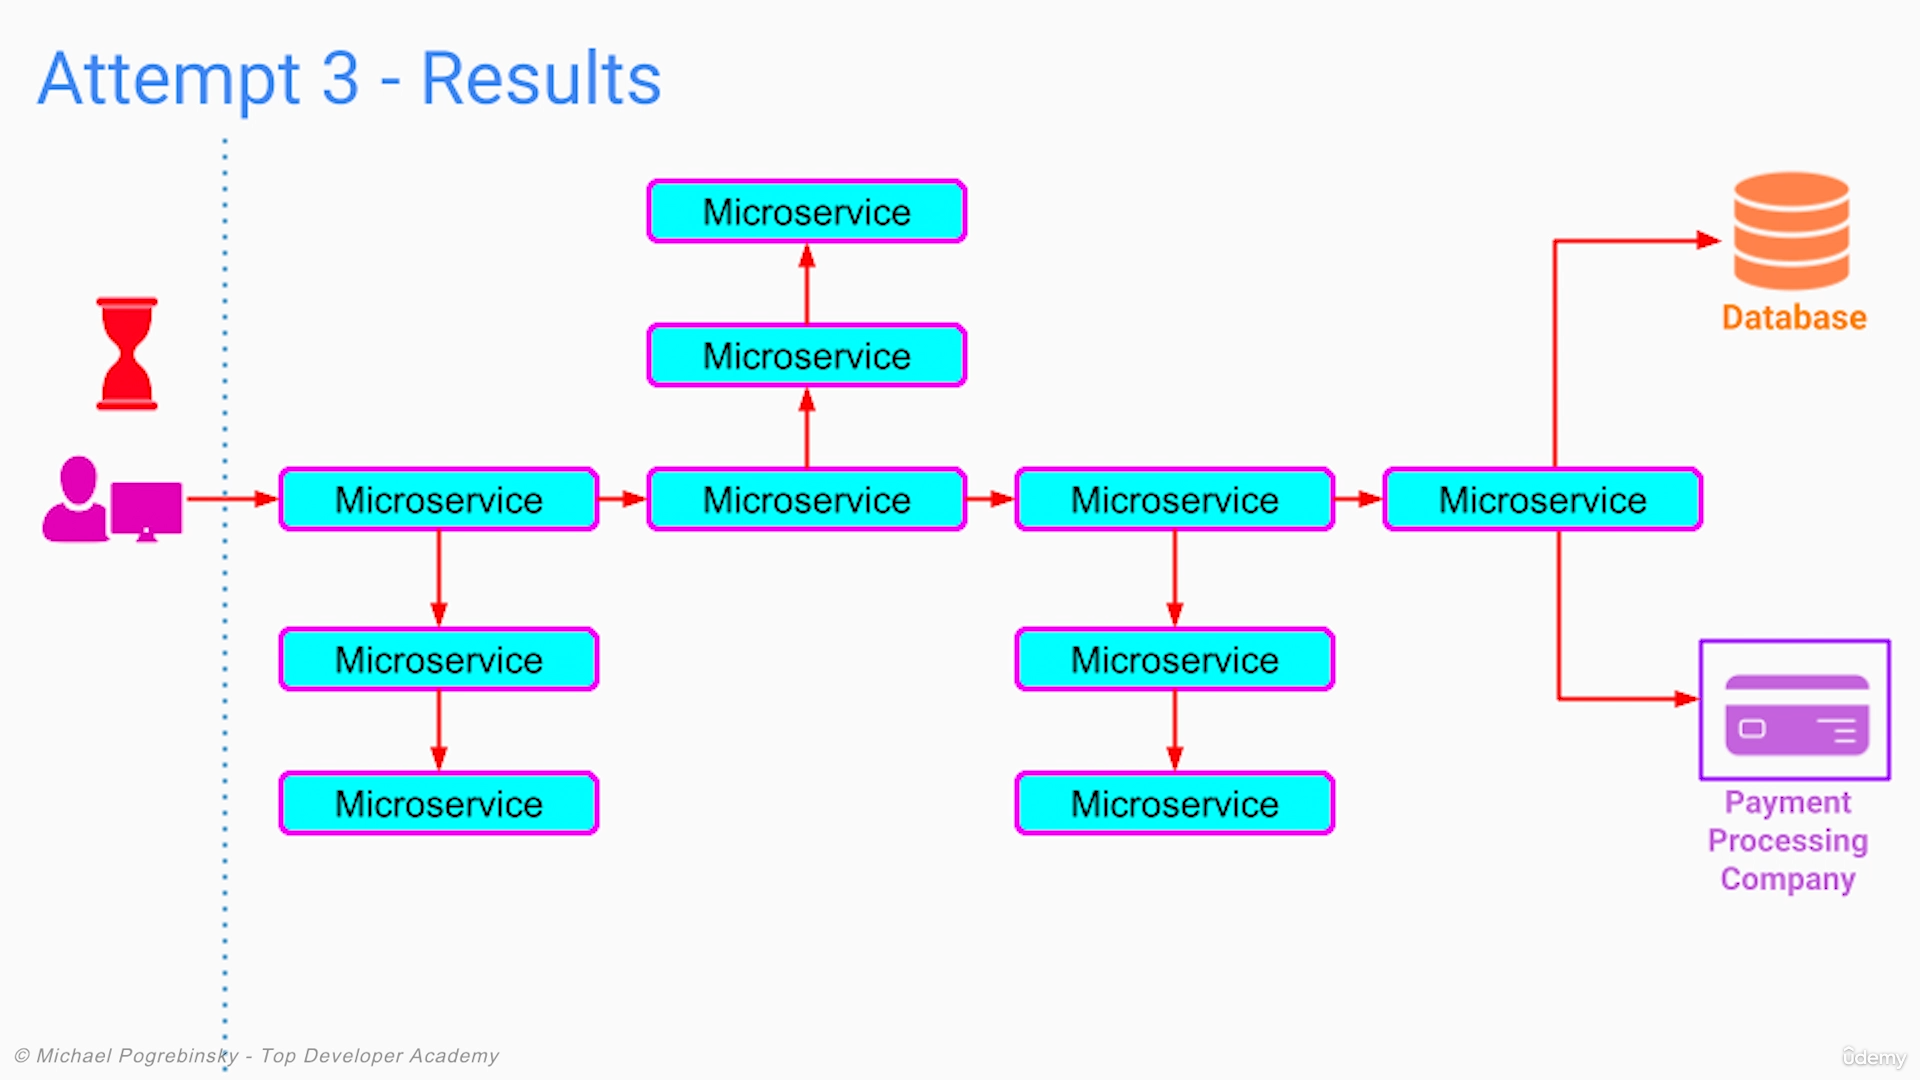 Attempt 3 - Results
Microservice
Microservice
Microservice
Microservice
Microservice
Microservice
Microservice
Microservice
Microservice
Microservice
Database
Payment
Processing
Company
© Michael Pogrebinsky - Top Developer Academy
ûdemy